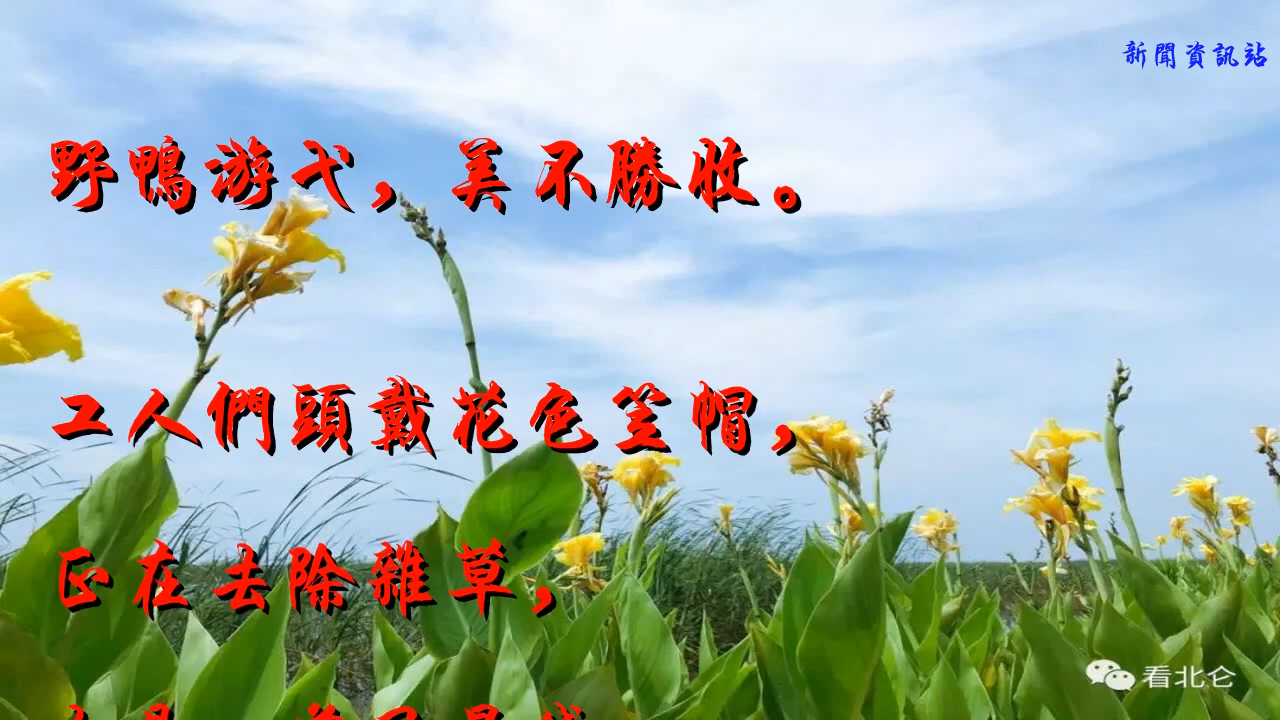 新聞資訊站
野鴨游弋，美不勝收。
工人們頭戴花色笠帽，
正在去除雜草，
看北仑